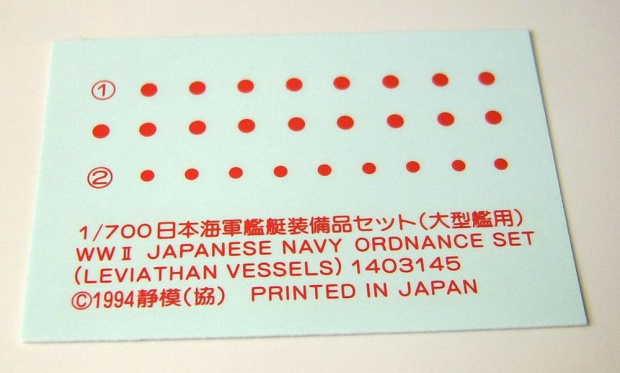 ①
②
1/700日本海軍艦艇装備品セット(大型艦用)
WWⅡ JAPANESE NAVY ORDNANCE SET
(LEVIATHAN VESSELS) 1403145
©1994静模(協) PRINTED IN JAPAN